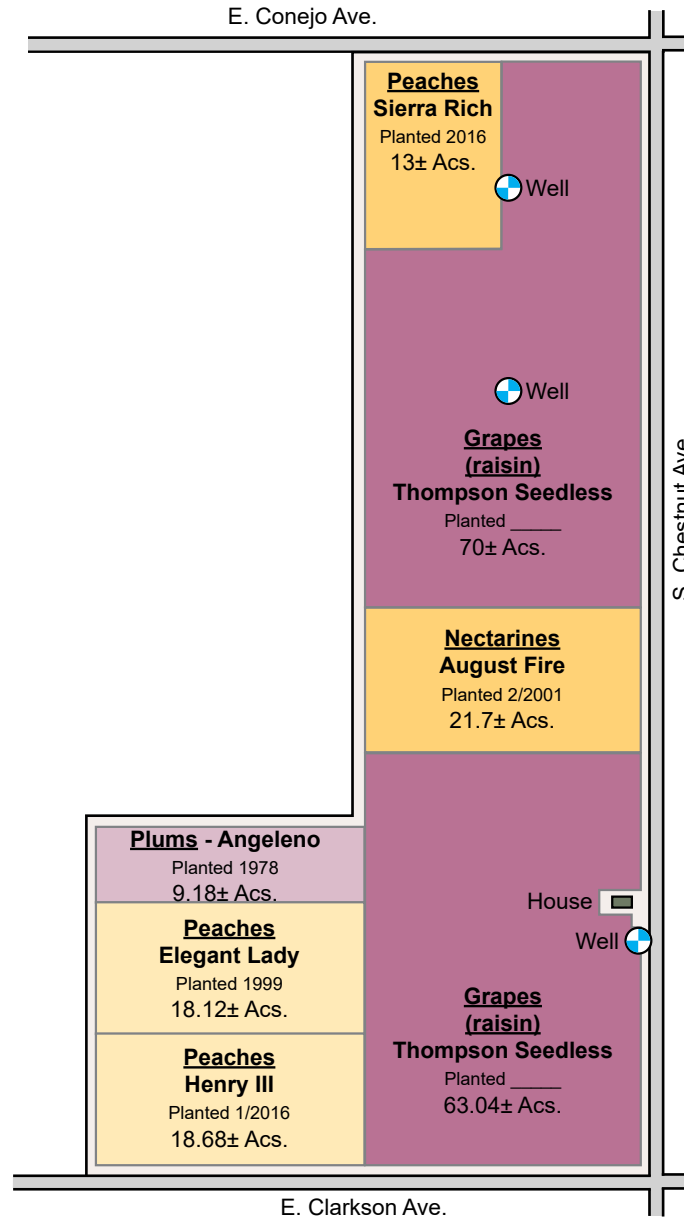 E. Conejo Ave.
Peaches
Sierra Rich
Planted 2016
13± Acs.
Well
Well
Grapes
(raisin)
Thompson Seedless
Planted _____
70± Acs.
S. Chestnut Ave.
Nectarines
August Fire
Planted 2/2001
21.7± Acs.
Plums - Angeleno
Planted 1978
9.18± Acs.
House
Well
Peaches
Elegant Lady
Planted 1999
18.12± Acs.
Grapes
(raisin)
Thompson Seedless
Planted _____
63.04± Acs.
Peaches
Henry III
Planted 1/2016
18.68± Acs.
E. Clarkson Ave.